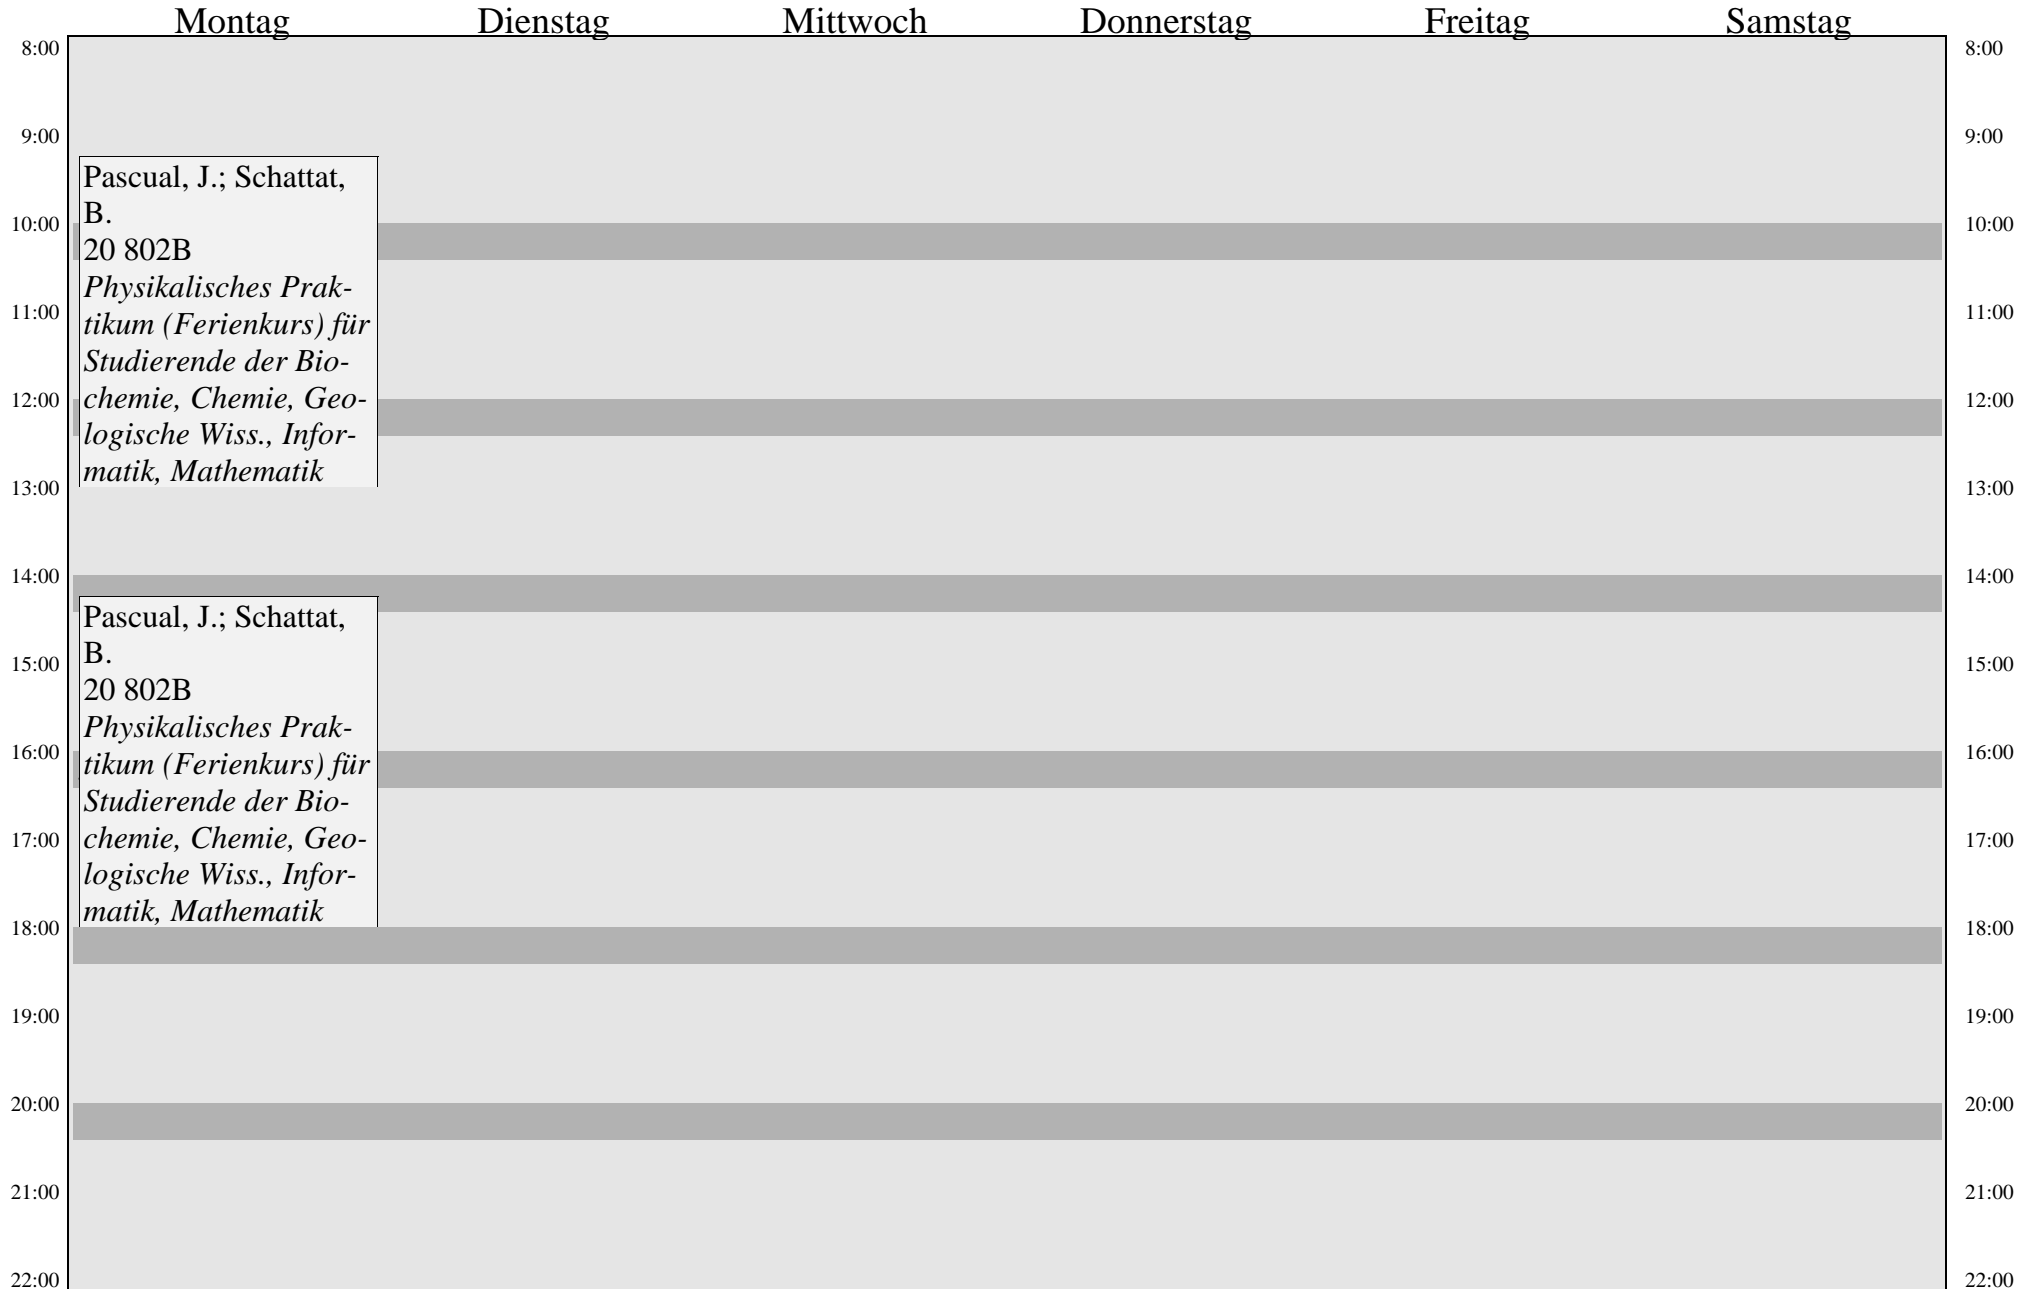 Montag Dienstag Mittwoch Donnerstag Freitag Samstag
8:00 8:00
9:00 9:00
Pascual, J.; Schattat,
B.
10:00 10:00
20 802B
Physikalisches Prak-
11:00 11:00
tikum (Ferienkurs) für
Studierende der Bio-
12:00 12:00
chemie, Chemie, Geo-
logische Wiss., Infor-
matik, Mathematik
13:00 13:00
14:00 14:00
Pascual, J.; Schattat,
B.
15:00 15:00
20 802B
Physikalisches Prak-
16:00 16:00
tikum (Ferienkurs) für
Studierende der Bio-
17:00 17:00
chemie, Chemie, Geo-
logische Wiss., Infor-
matik, Mathematik
18:00 18:00
19:00 19:00
20:00 20:00
21:00 21:00
22:00 22:00